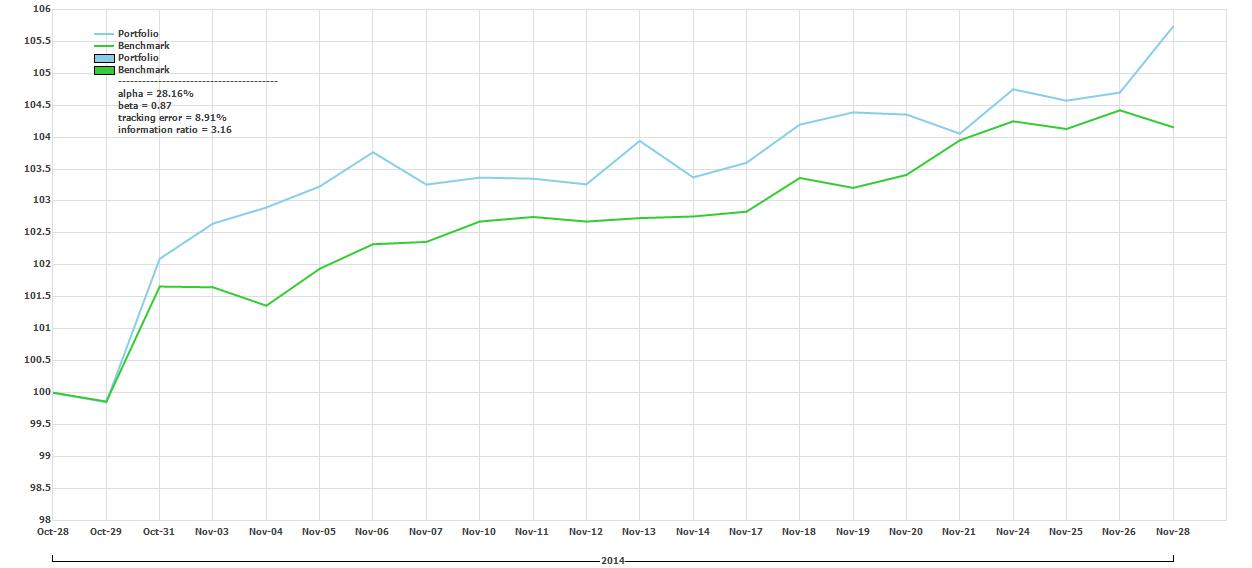 106
105.5
105
104.5
104
103.5
103
102.5
102
101.5
101
100.5
100
99.5
99
98.5
98
Portfolio
Benchmark
Portfolio
Benchmark
----------------------------------------
alpha = 28.16%
beta = 0.87
tracking error = 8.91%
information ratio = 3.16
Oct-28 Oct-29 Oct-31 Nov-03 Nov-04 Nov-05 Nov-06 Nov-07 Nov-10 Nov-11 Nov-12 Nov-13 Nov-14 Nov-17 Nov-18 Nov-19 Nov-20 Nov-21 Nov-24 Nov-25 Nov-26 Nov-28
2014